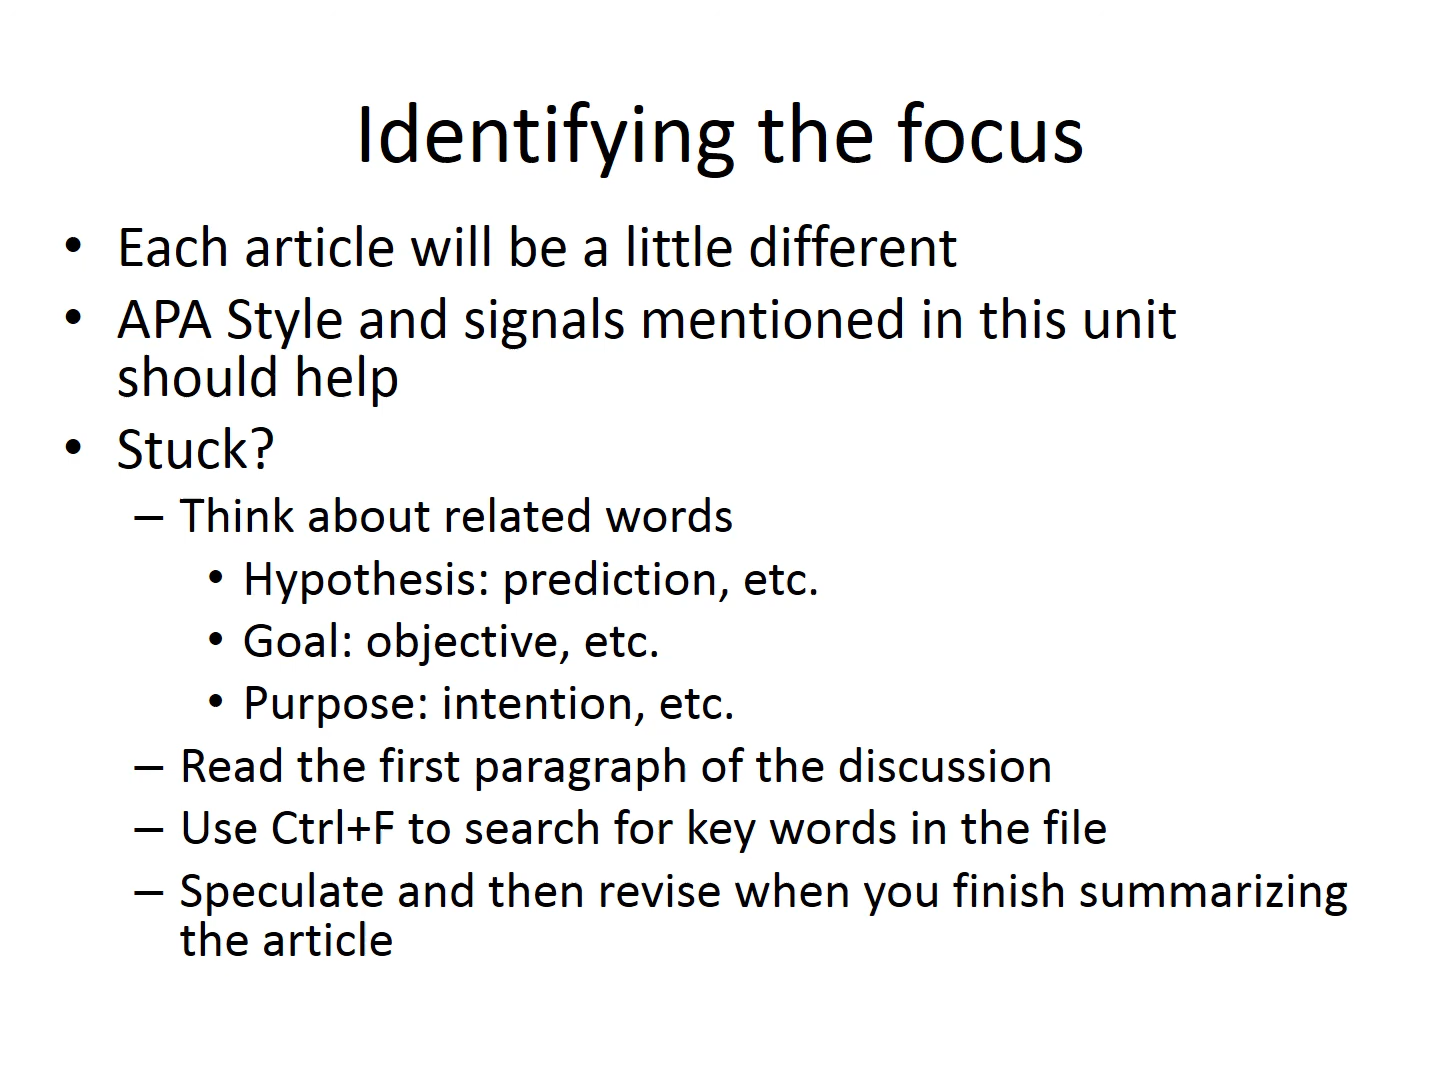 Identifying the focus
• Each article will be a little different
• APA Style and signals mentioned in this unit
should help
• Stuck?
– Think about related words
• Hypothesis: prediction, etc.
• Goal: objective, etc.
• Purpose: intention, etc.
– Read the first paragraph of the discussion
– Use Ctrl+F to search for key words in the file
– Speculate and then revise when you finish summarizing
the article